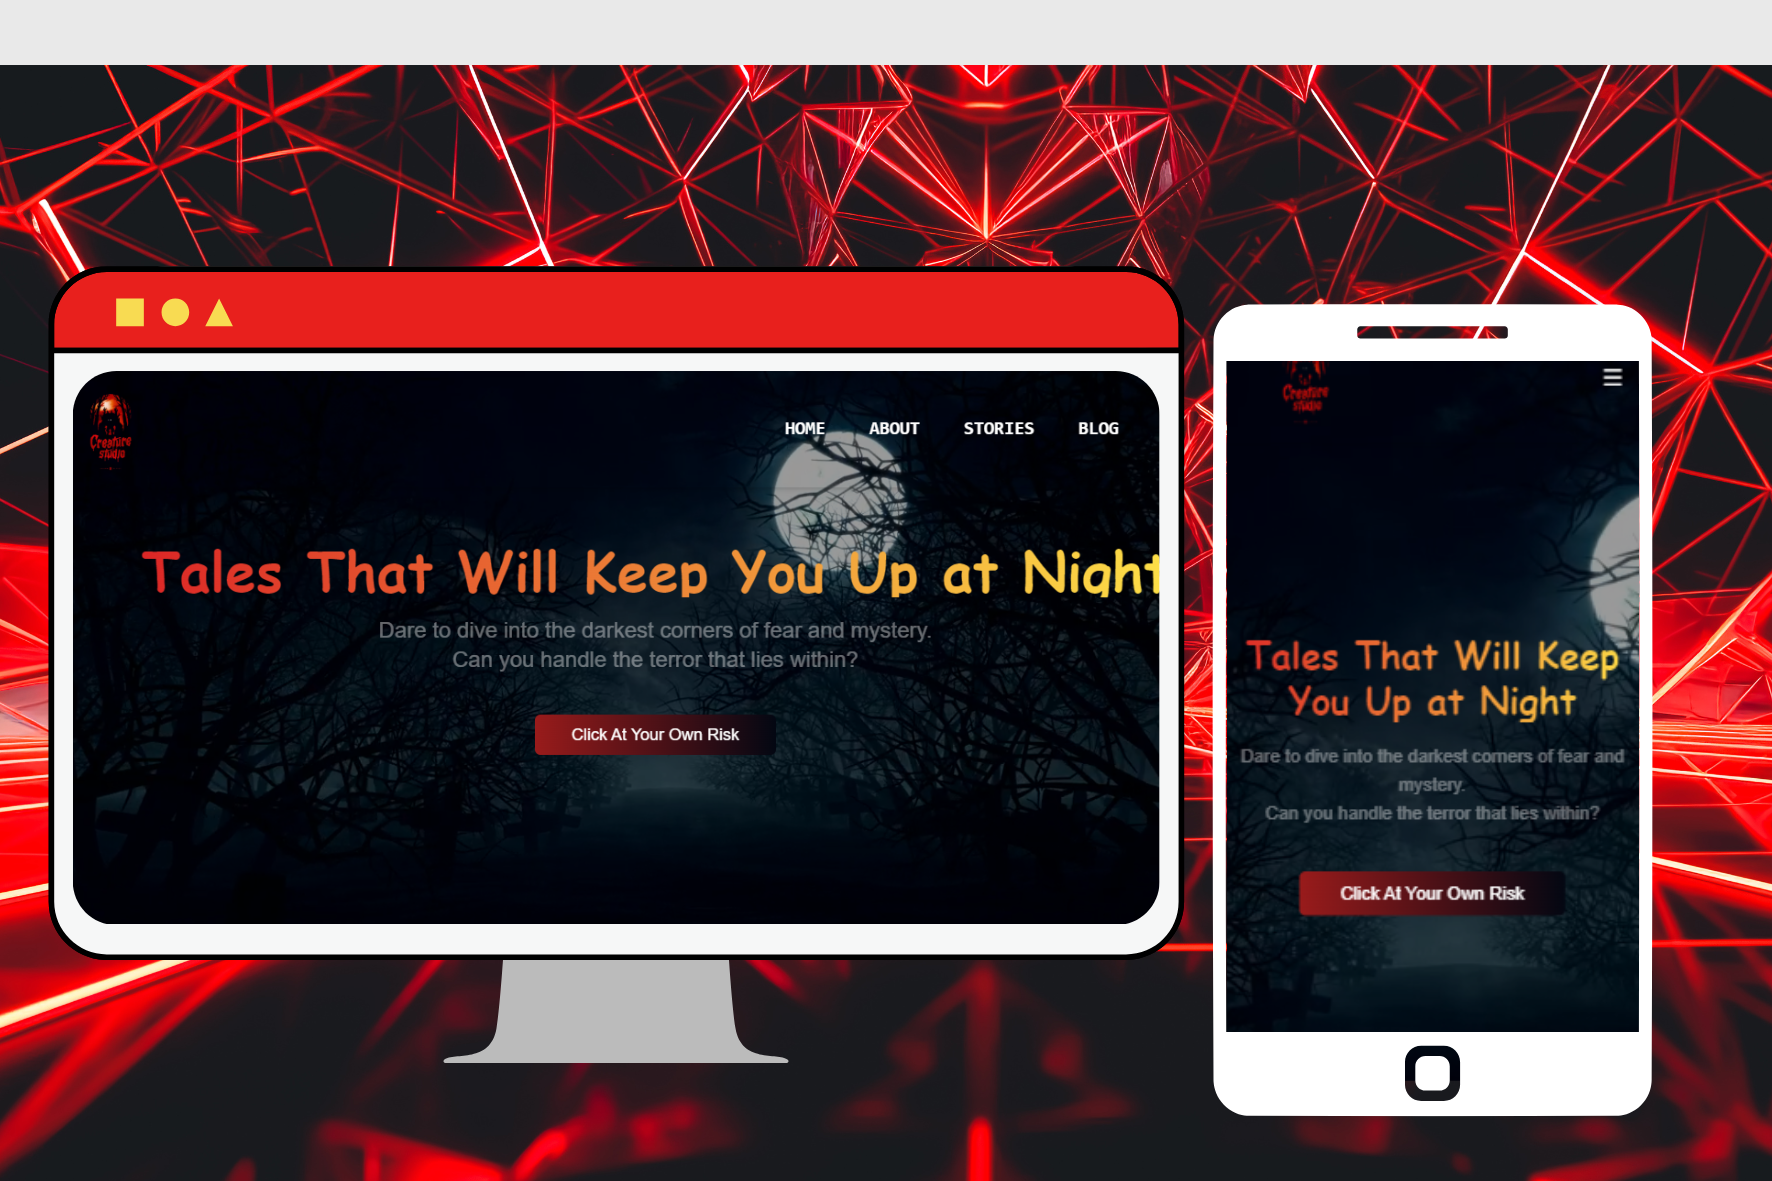 Creature
STUDIO
HOME ABOUT STORIES BLOG
Tales That Will Keep You Up at Night
Dare to dive into the darkest corners of fear and mystery.
Can you handle the terror that lies within?
Click At Your Own Risk
Creature
STUDIO
Tales That Will Keep
You Up at Night
Dare to dive into the darkest corners of fear and
mystery.
Can you handle the terror that lies within?
Click At Your Own Risk